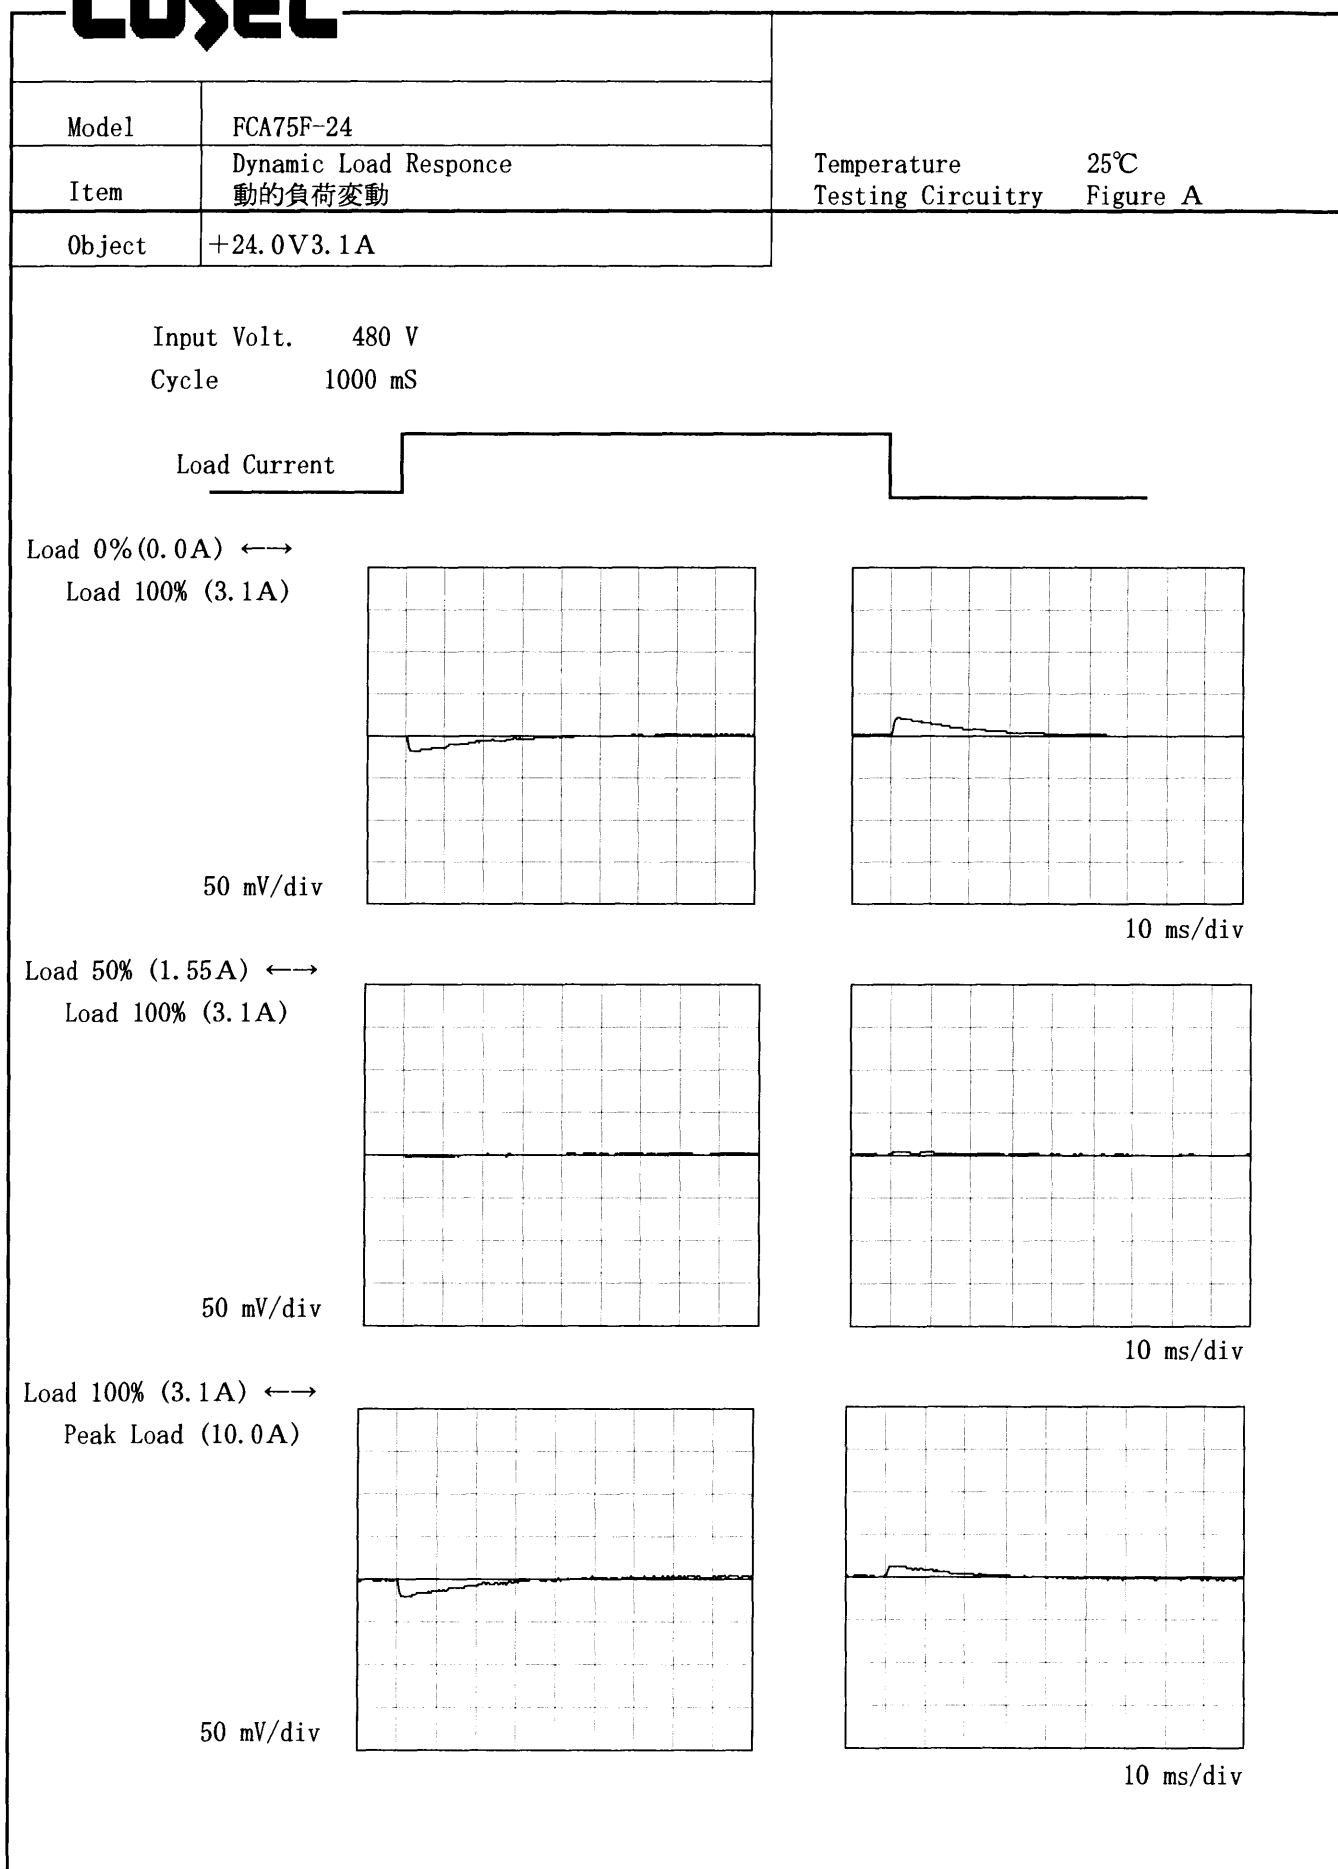 COSEL
Model FCA75F-24
Item Dynamic Load Responce
動的負荷変動
Temperature 25℃
Testing Circuitry Figure A
Object +24.0V3.1A
Input Volt. 480 V
Cycle 1000 mS
Load Current
Load 0%(0.0A) ←→
Load 100% (3.1A)
50 mV/div
10 ms/div
Load 50% (1.55A) ←→
Load 100% (3.1A)
50 mV/div
10 ms/div
Load 100% (3.1A) ←→
Peak Load (10.0A)
50 mV/div
10 ms/div